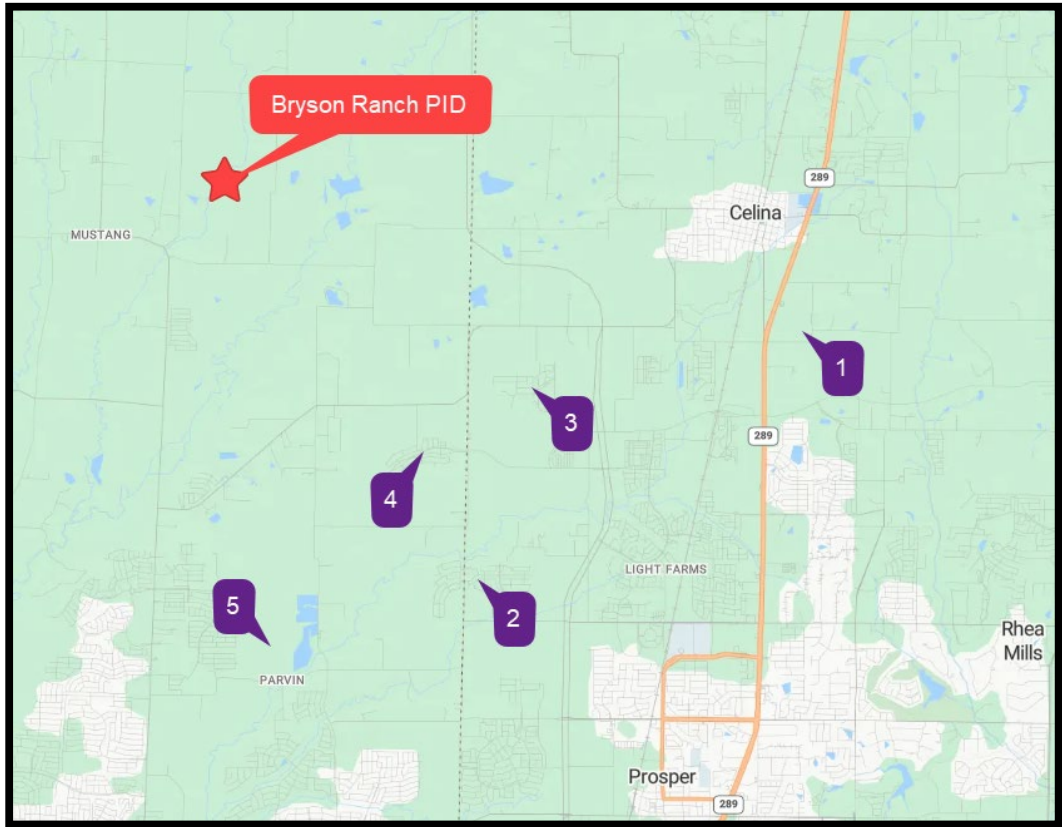 Bryson Ranch PID
289
Celina
MUSTANG
1
3
289
4
LIGHT FARMS
5
2
Rhea
Mills
PARVIN
Prosper
289